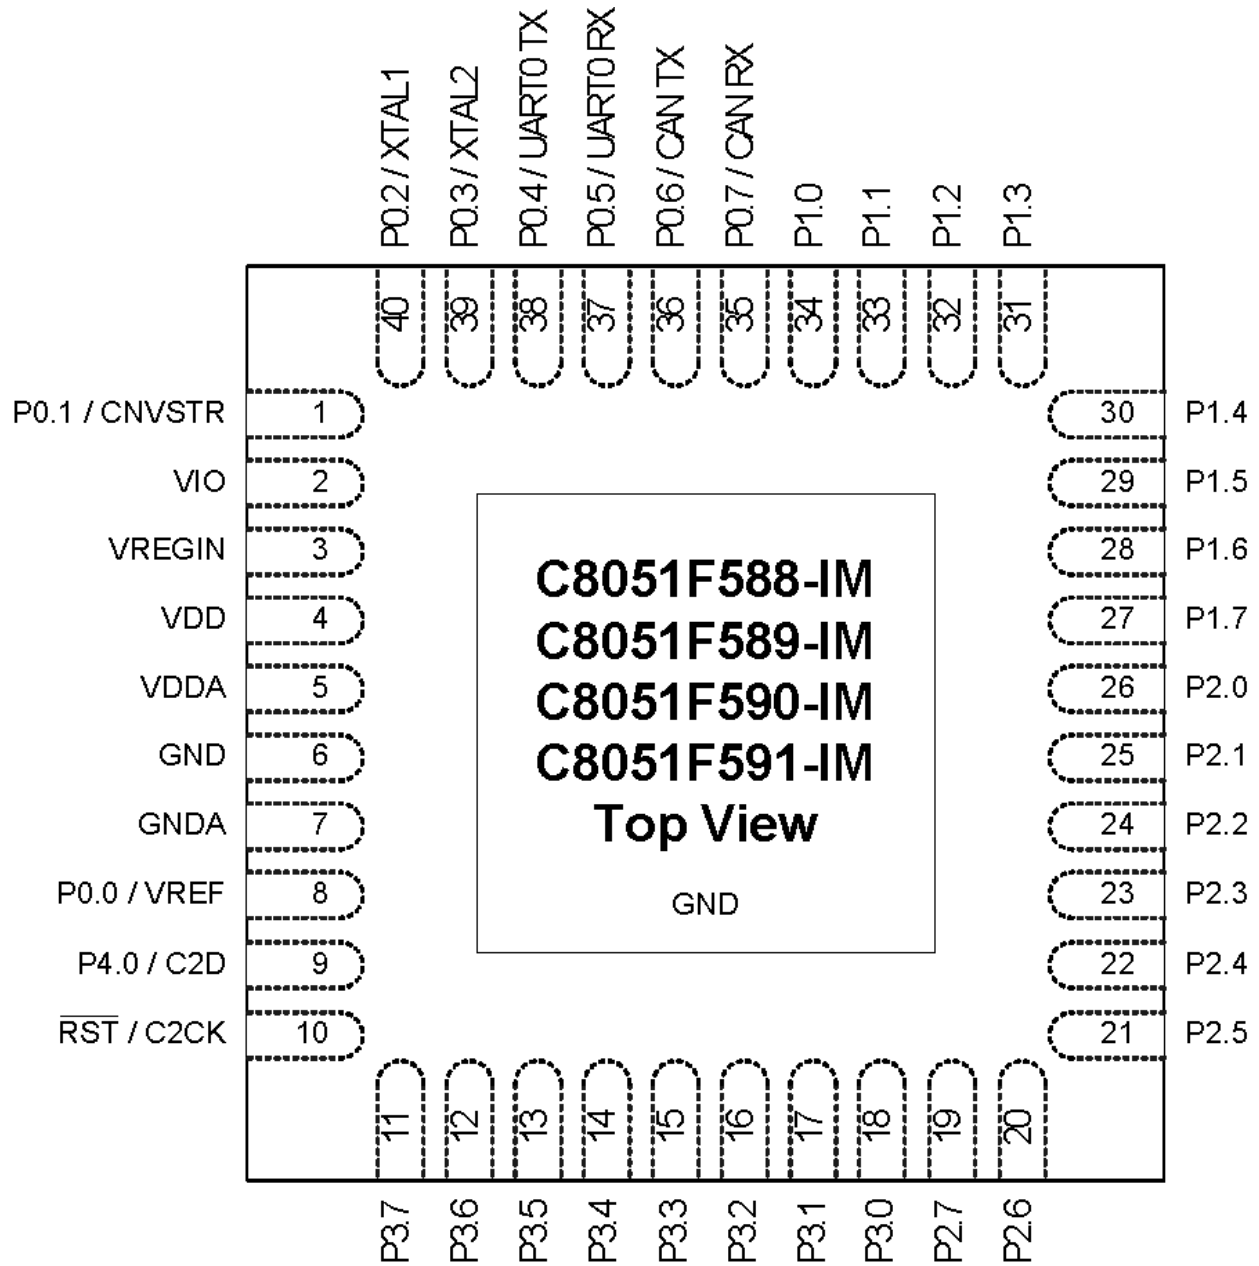 P0.2 / XTAL1
P0.3 / XTAL2
P0.4 / UART0 TX
P0.5 / UART0 RX
P0.6 / CAN TX
P0.7 / CAN RX
P1.0
P1.1
P1.2
P1.3
40
39
38
37
36
35
34
33
32
31
P0.1 / CNVSTR 1
VIO 2
VREGIN 3
VDD 4
VDDA 5
GND 6
GNDA 7
P0.0 / VREF 8
P4.0 / C2D 9
RST / C2CK 10
C8051F588-IM
C8051F589-IM
C8051F590-IM
C8051F591-IM
Top View
GND
30 P1.4
29 P1.5
28 P1.6
27 P1.7
26 P2.0
25 P2.1
24 P2.2
23 P2.3
22 P2.4
21 P2.5
11
12
13
14
15
16
17
18
19
20
P3.7
P3.6
P3.5
P3.4
P3.3
P3.2
P3.1
P3.0
P2.7
P2.6